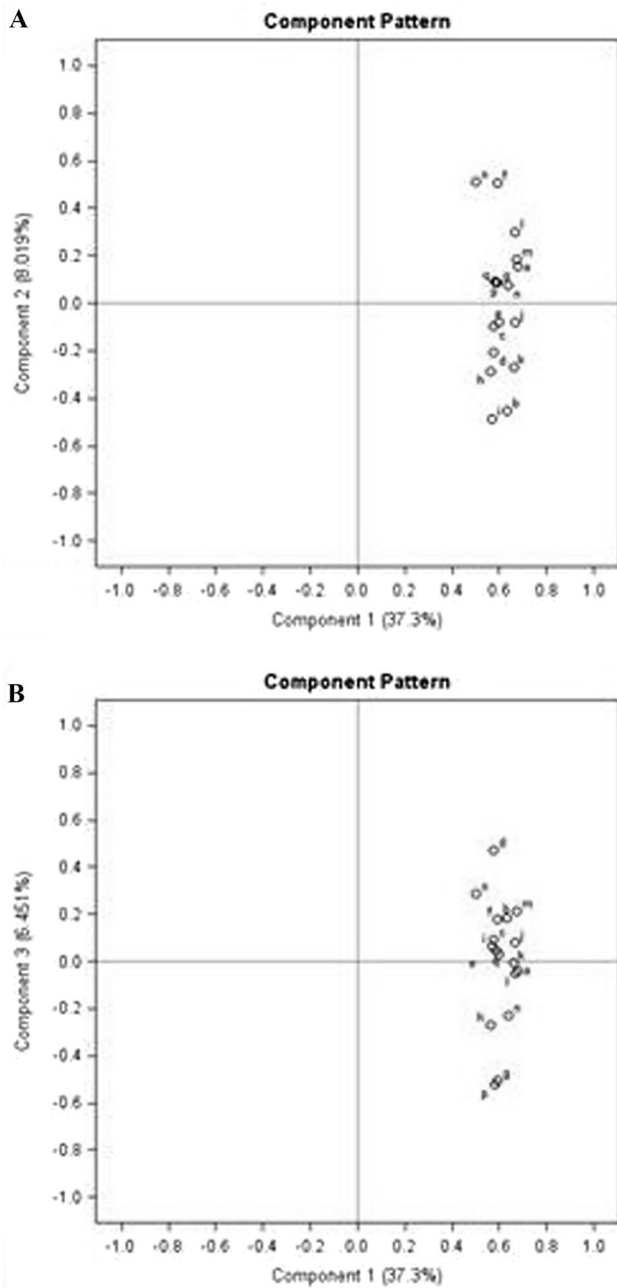 A
Component Pattern
1.0
0.8
0.6
0.4
0.2
0.0
-0.2
-0.4
-0.6
-0.8
-1.0
Component 2 (8.019%)
m
h
k
b
-1.0 -0.8 -0.6 -0.4 -0.2 0.0 0.2 0.4 0.6 0.8 1.0
Component 1 (37.3%)
B
Component Pattern
1.0
0.8
0.6
0.4
0.2
0.0
-0.2
-0.4
-0.6
-0.8
-1.0
Component 3 (6.451%)
d
m
b
h
g
p
-1.0 -0.8 -0.6 -0.4 -0.2 0.0 0.2 0.4 0.6 0.8 1.0
Component 1 (37.3%)